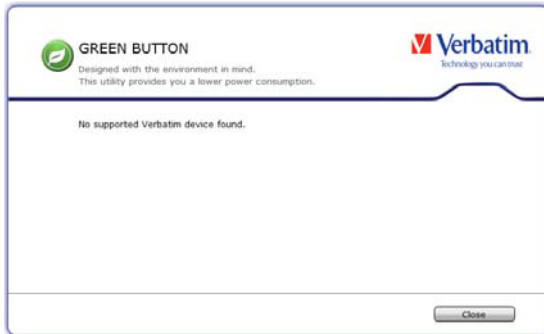 GREEN BUTTON
Designed with the environment in mind.
This utility provides you a lower power consumption.
Verbatim.
Technology you can trust
No supported Verbatim device found.
Close